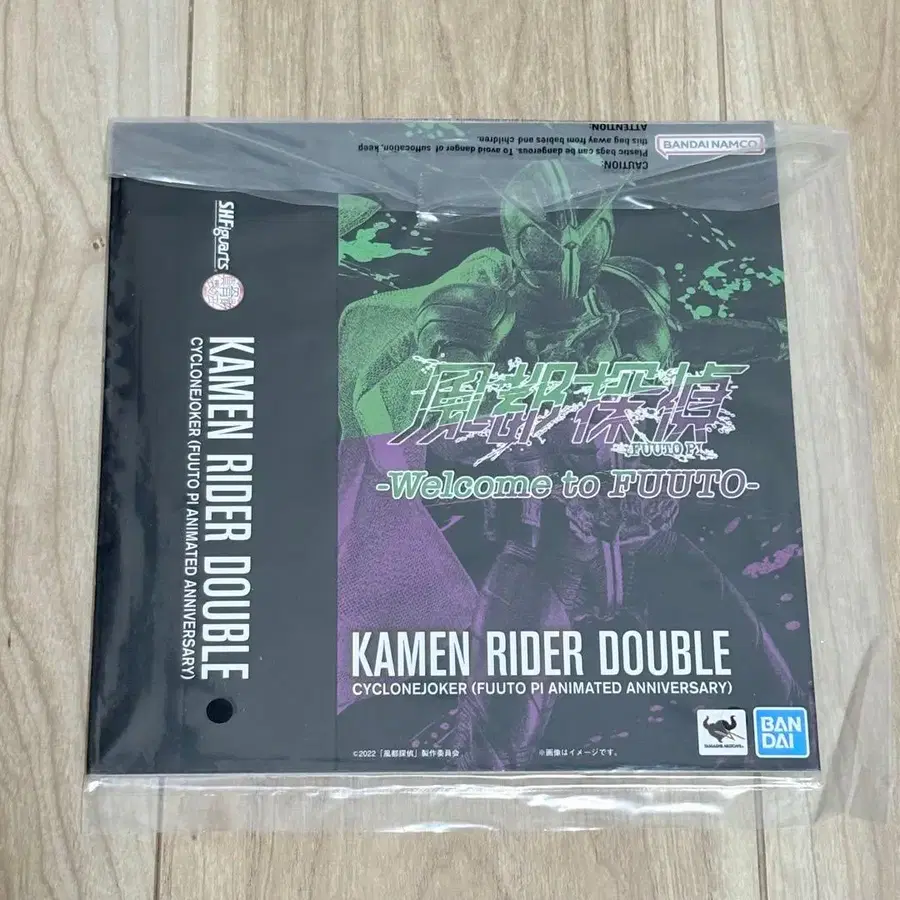 CAUTION:
Plastic bags can be dangerous. To avoid danger of suffocation, keep
this bag away from babies and children.
ATTENTION:
BANDAI NAMCO
S.H.Figuarts
KAMEN RIDER DOUBLE
CYCLONEJOKER (FUUTO PI ANIMATED ANNIVERSARY)
風都探偵
FUUTO PI
-Welcome to FUUTO-
KAMEN RIDER DOUBLE
CYCLONEJOKER (FUUTO PI ANIMATED ANNIVERSARY)
©2022「風都探偵」製作委員会
※画像はイメージです。
TAMASHII NATIONS
BAN
DAI